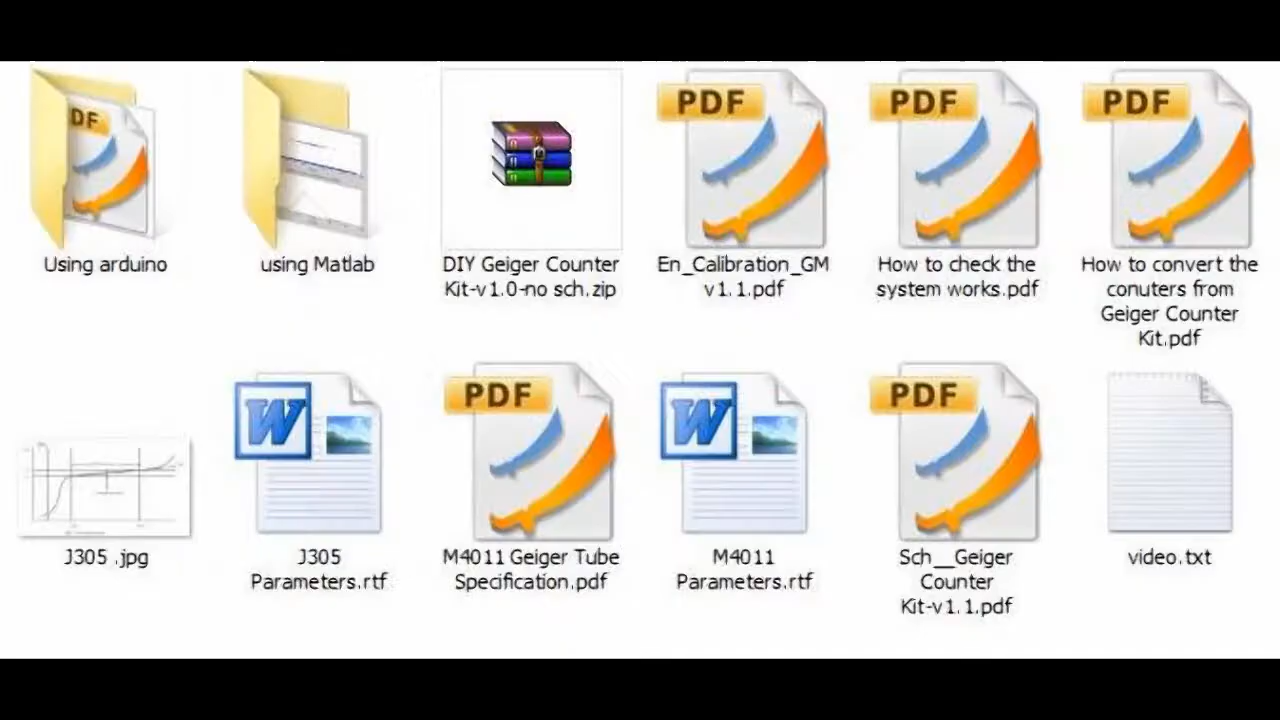 DF
PDF
PDF
PDF
Using arduino
using Matlab
DIY Geiger Counter
Kit-v1.0-no sch.zip
En_Calibration_GM
v1.1.pdf
How to check the
system works.pdf
How to convert the
conuters from
Geiger Counter
Kit.pdf
W
PDF
W
PDF
J305 .jpg
J305
Parameters.rtf
M4011 Geiger Tube
Specification.pdf
M4011
Parameters.rtf
Sch__Geiger
Counter
Kit-v1.1.pdf
video.txt